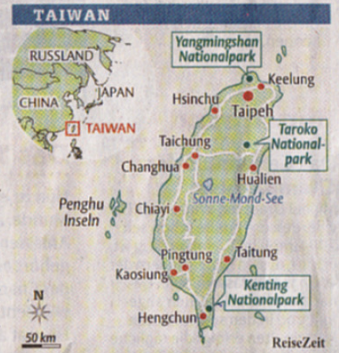 TAIWAN
RUSSLAND
CHINA
JAPAN
TAIWAN
Yangmingshan
Nationalpark
Keelung
Hsinchu
Taipeh
Taroko
National-
park
Taichung
Changhua
Hualien
Sonne-Mond-See
Penghu
Inseln
Chiayi
Pingtung
Taitung
Kaosiung
Kenting
Nationalpark
Hengchun
N
50 km
ReiseZeit